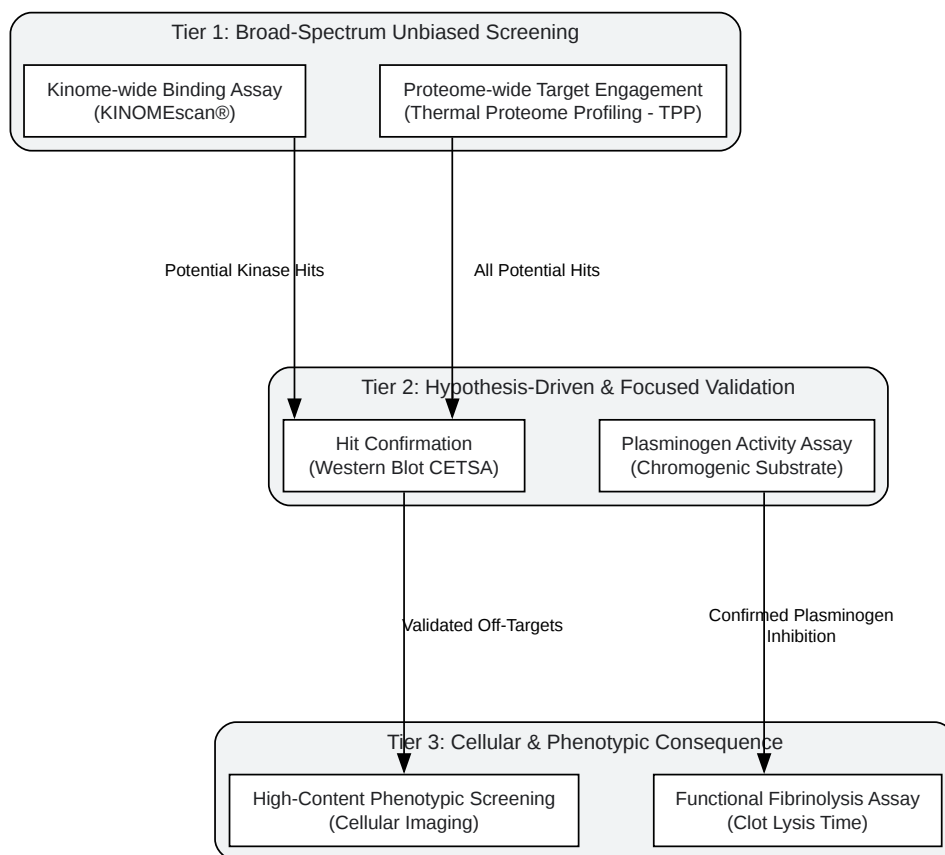 Tier 1: Broad-Spectrum Unbiased Screening
Kinome-wide Binding Assay
(KINOMEscan®)
Proteome-wide Target Engagement
(Thermal Proteome Profiling - TPP)
Potential Kinase Hits
All Potential Hits
Tier 2: Hypothesis-Driven & Focused Validation
Hit Confirmation
(Western Blot CETSA)
Plasminogen Activity Assay
(Chromogenic Substrate)
Validated Off-Targets
Confirmed Plasminogen
Inhibition
Tier 3: Cellular & Phenotypic Consequence
High-Content Phenotypic Screening
(Cellular Imaging)
Functional Fibrinolysis Assay
(Clot Lysis Time)